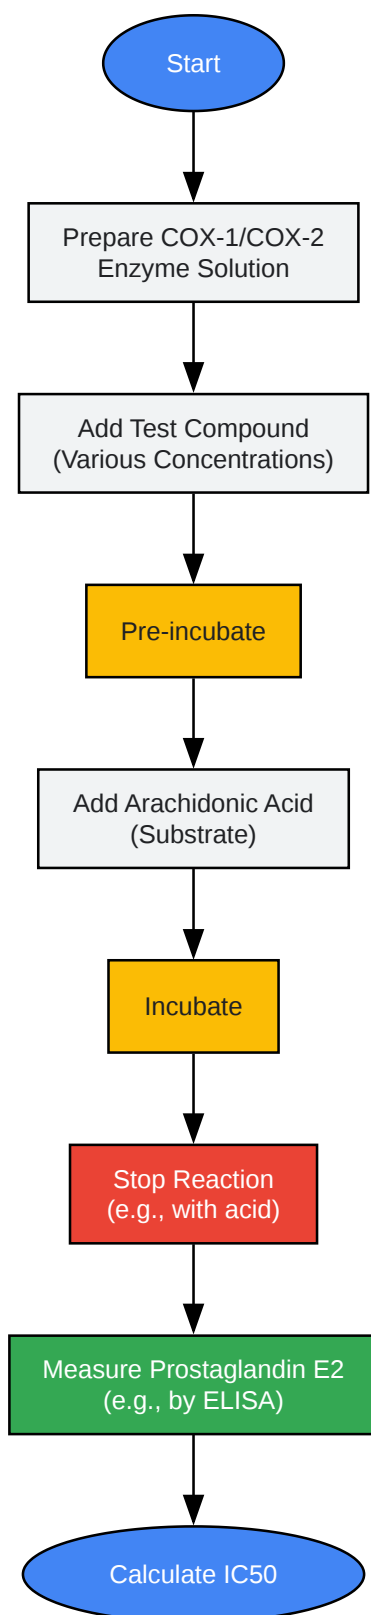 Start
Prepare COX-1/COX-2
Enzyme Solution
Add Test Compound
(Various Concentrations)
Pre-incubate
Add Arachidonic Acid
(Substrate)
Incubate
Stop Reaction
(e.g., with acid)
Measure Prostaglandin E2
(e.g., by ELISA)
Calculate IC50